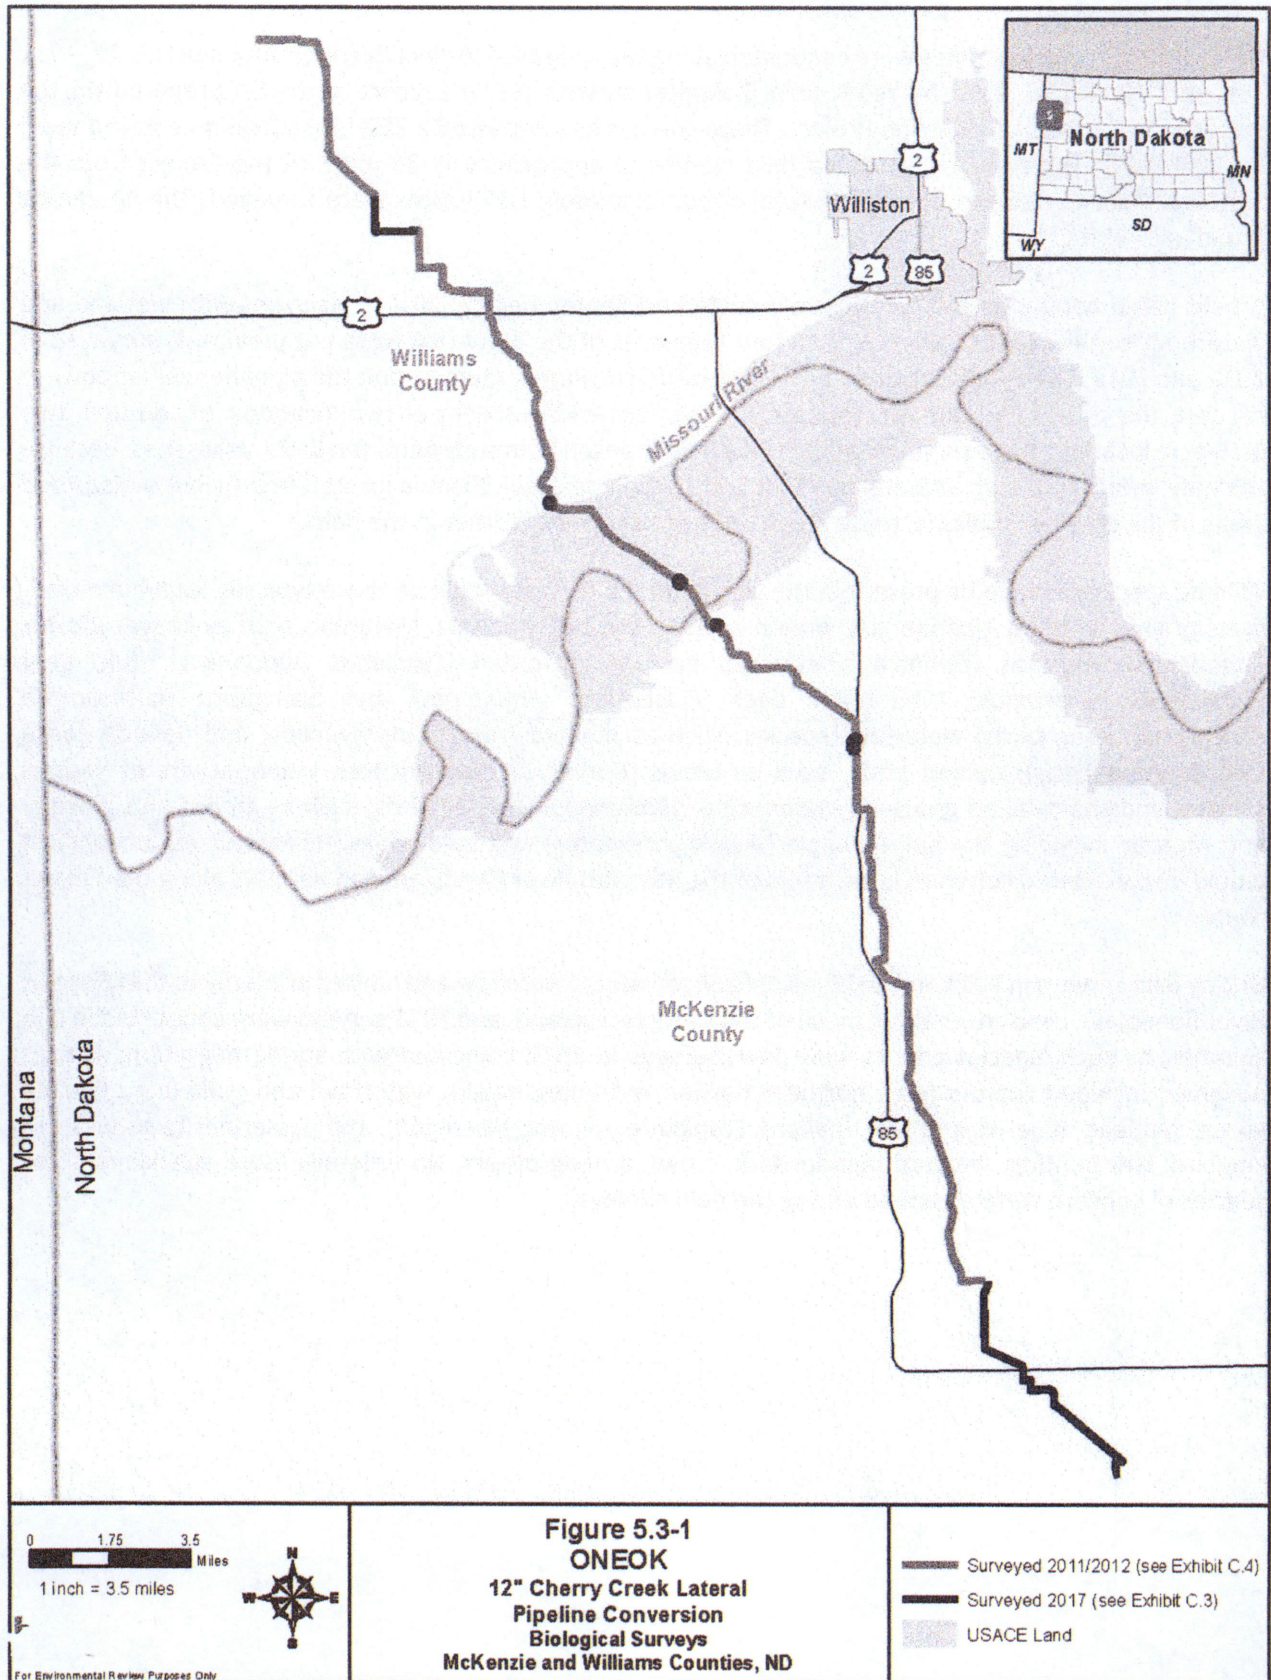 MT
North Dakota
MN
SD
WY
2
Williston
2
85
2
Williams
County
Missouri River
McKenzie
County
Montana
North Dakota
85
0 1.75 3.5
Miles
1 inch = 3.5 miles
N
W E
S
For Environmental Review Purposes Only
Figure 5.3-1
ONEOK
12" Cherry Creek Lateral
Pipeline Conversion
Biological Surveys
McKenzie and Williams Counties, ND
Surveyed 2011/2012 (see Exhibit C.4)
Surveyed 2017 (see Exhibit C.3)
USACE Land